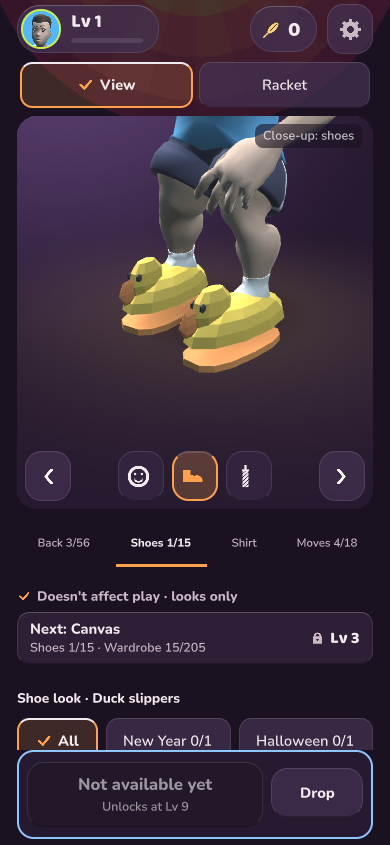 Lv 1
0
View
Racket
Close-up: shoes
Back 3/56
Shoes 1/15
Shirt
Moves 4/18
Doesn't affect play · looks only
Next: Canvas
Shoes 1/15 · Wardrobe 15/205
Lv 3
Shoe look · Duck slippers
All
New Year 0/1
Halloween 0/1
Not available yet
Unlocks at Lv 9
Drop